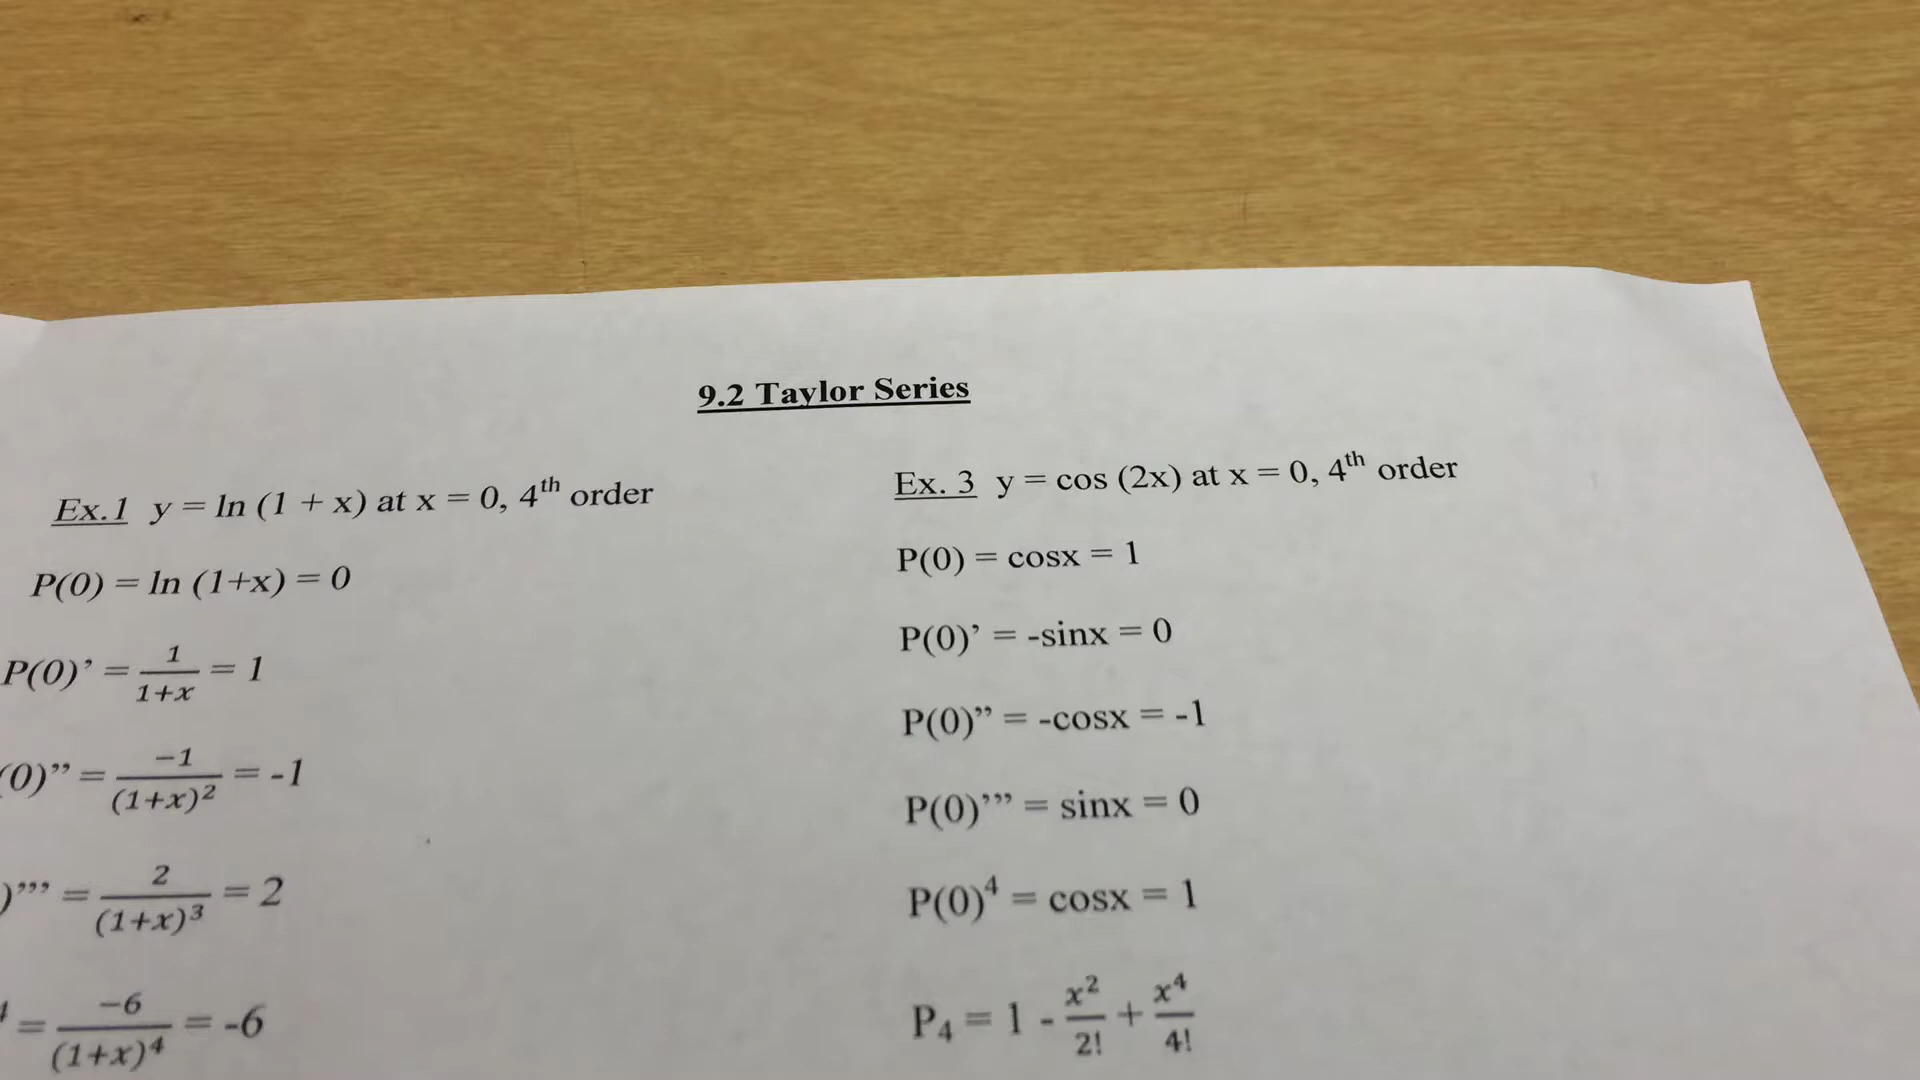 9.2 Taylor Series
Ex.1 y = ln (1 + x) at x = 0, 4th order
P(0) = ln (1+x) = 0
P(0)’ = 1/(1+x) = 1
(0)” = −1/(1+x)² = -1
)’” = 2/(1+x)³ = 2
= −6/(1+x)⁴ = -6
Ex. 3 y = cos (2x) at x = 0, 4th order
P(0) = cosx = 1
P(0)’ = -sinx = 0
P(0)” = -cosx = -1
P(0)’” = sinx = 0
P(0)⁴ = cosx = 1
P₄ = 1 - x²/2! + x⁴/4!